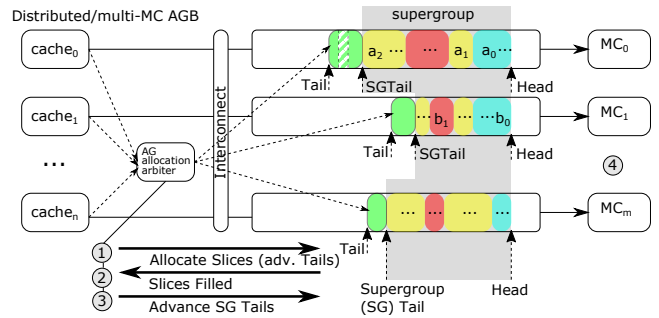 Distributed/multi-MC AGB
supergroup
cache0
a2 ... ... a1 a0...
MC0
Tail
SGTail
Head
cache1
... b1 ...b0
MC1
Interconnect
...
AG
allocation
arbiter
Tail
SGTail
Head
4
cachen
... ... ... ...
MCm
Tail
1
Allocate Slices (adv. Tails)
2
Slices Filled
3
Advance SG Tails
Supergroup
(SG) Tail
Head